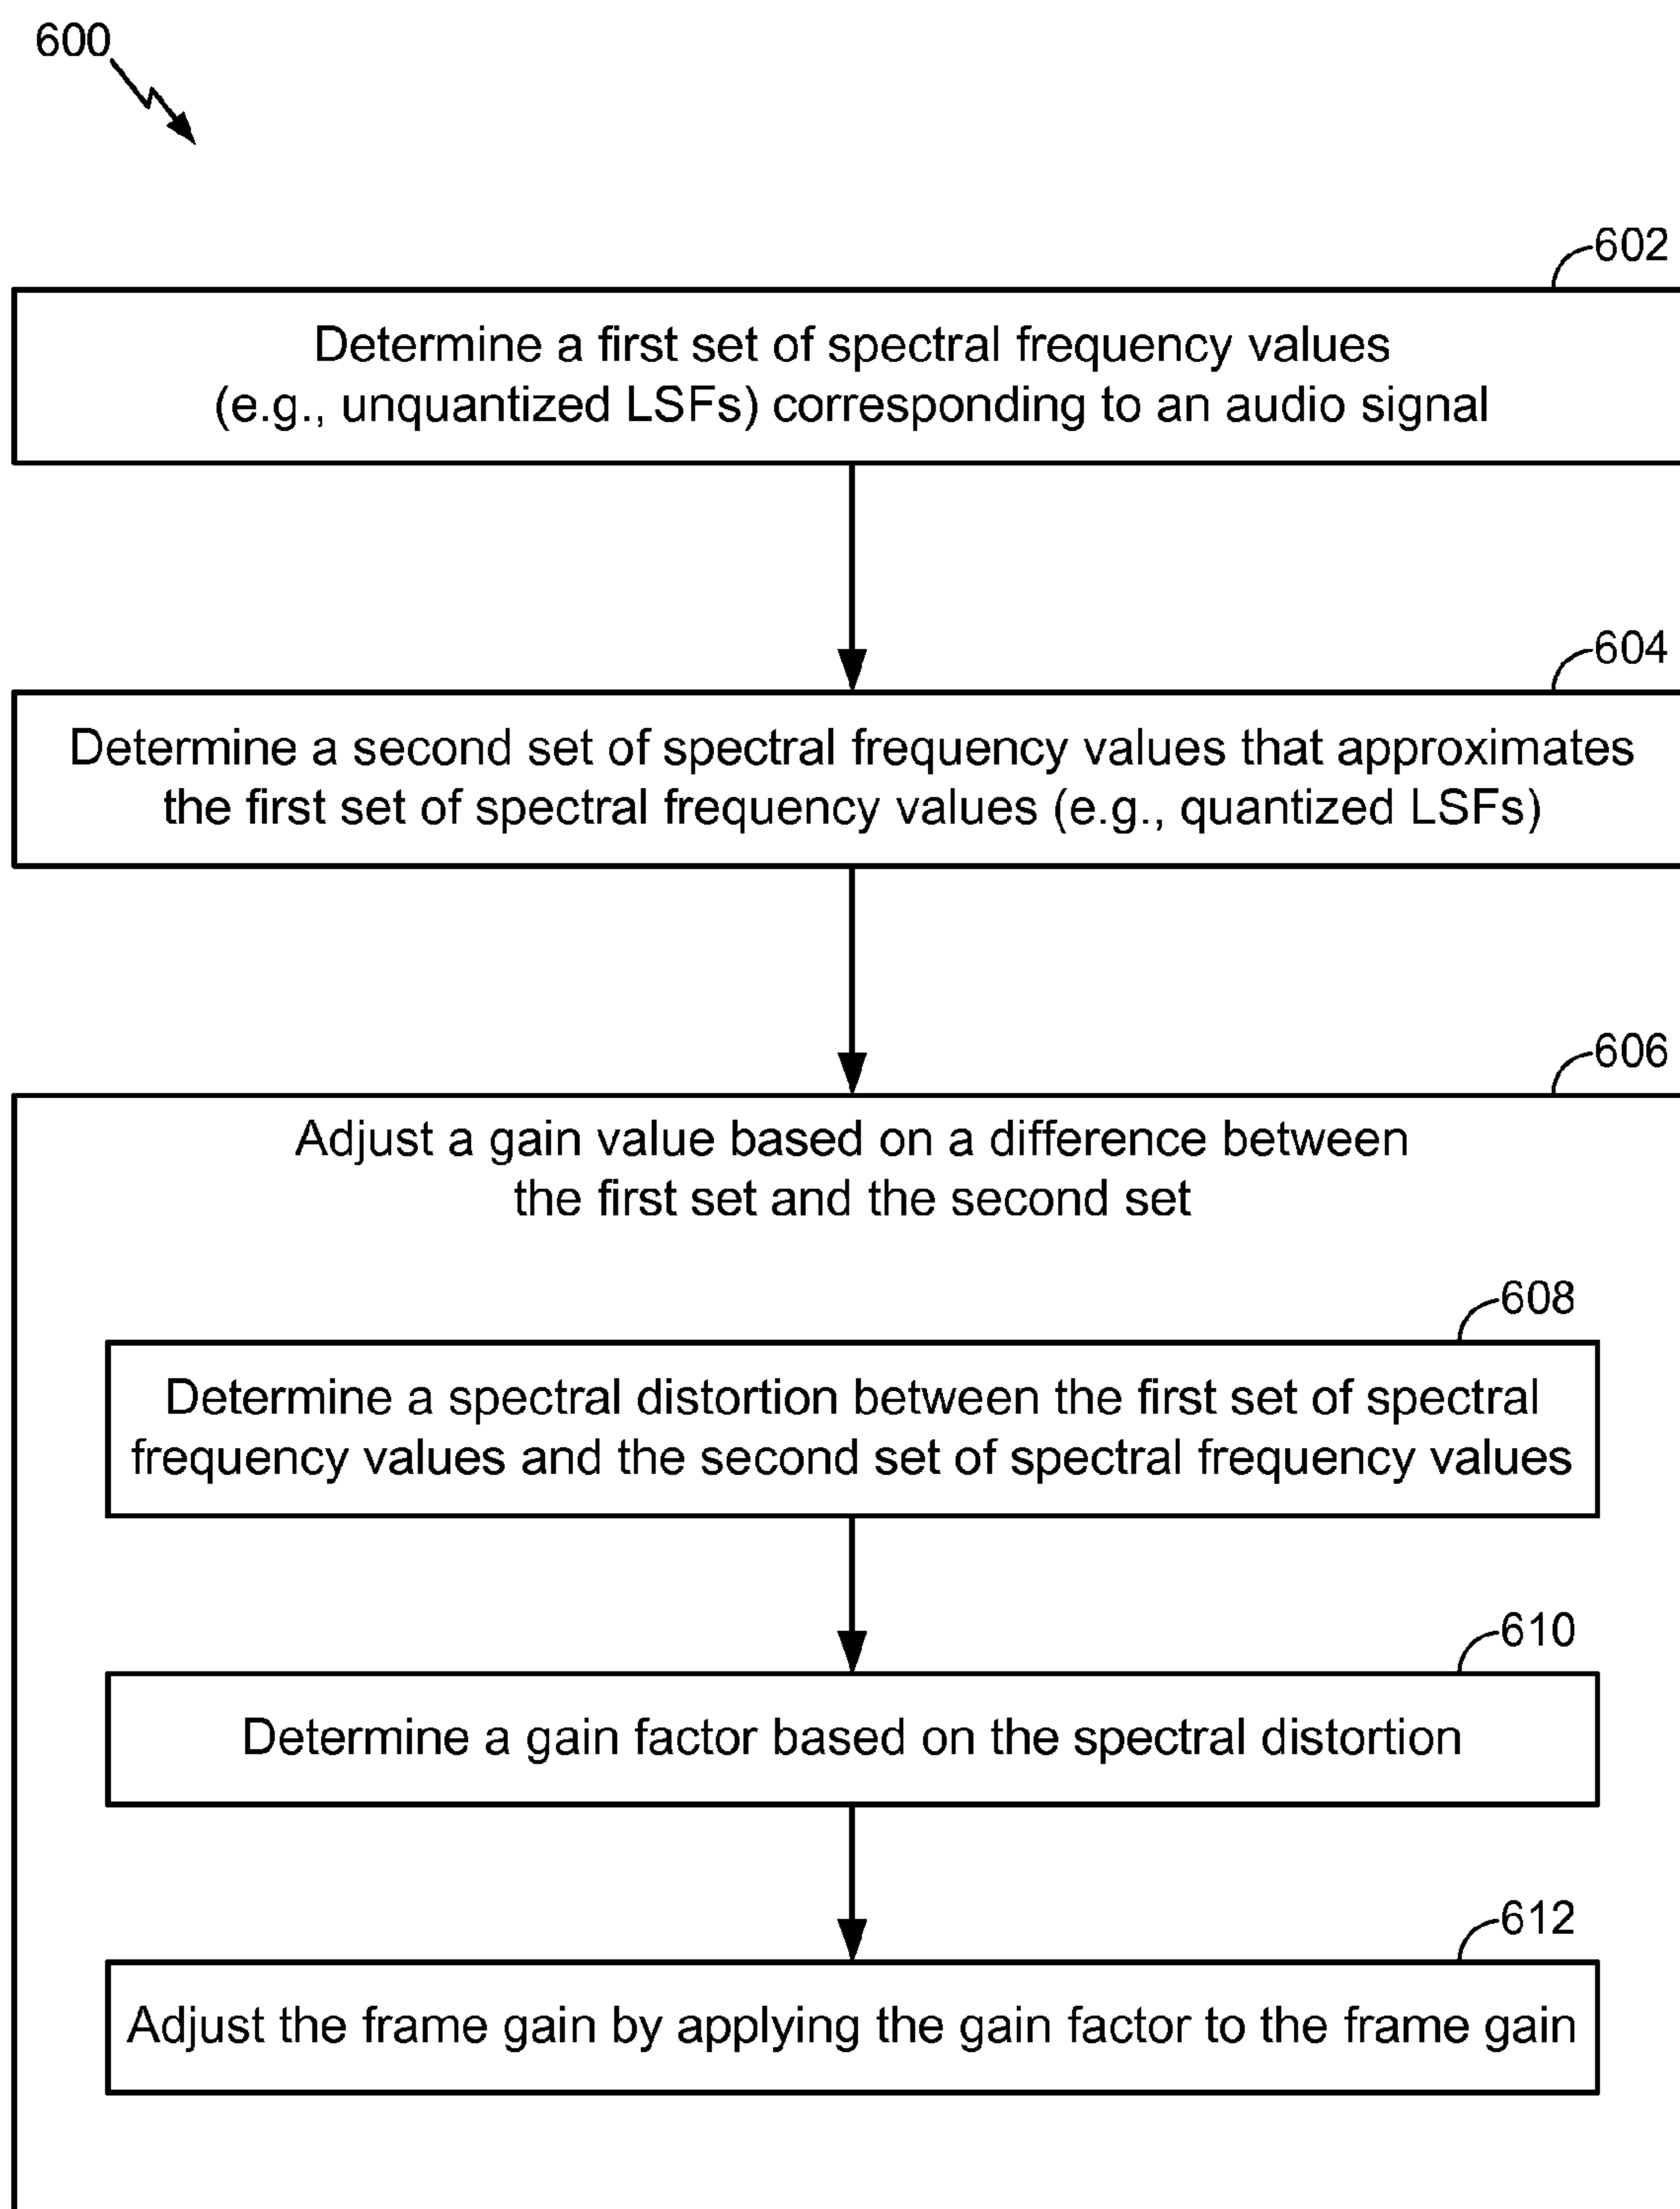 600
602
Determine a first set of spectral frequency values
(e.g., unquantized LSFs) corresponding to an audio signal
604
Determine a second set of spectral frequency values that approximates
the first set of spectral frequency values (e.g., quantized LSFs)
606
Adjust a gain value based on a difference between
the first set and the second set
608
Determine a spectral distortion between the first set of spectral
frequency values and the second set of spectral frequency values
610
Determine a gain factor based on the spectral distortion
612
Adjust the frame gain by applying the gain factor to the frame gain